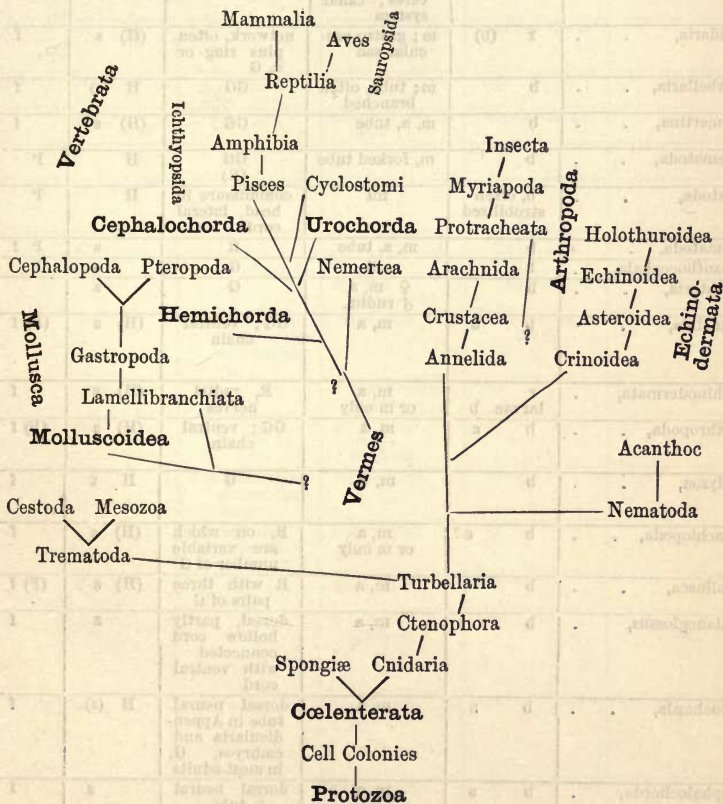 Mammalia
Aves
Sauropsida
Reptilia
Vertebrata
Ichthyopsida
Amphibia
Insecta
Pisces
Cyclostomi
Myriapoda
Cephalochorda
Urochorda
Protracheata
Arthropoda
Holothuroidea
Cephalopoda
Pteropoda
Nemertea
Arachnida
Echinoidea
Hemichorda
Crustacea
Asteroidea
Echino-
dermata
Mollusca
Gastropoda
Annelida
?
Crinoidea
Lamellibranchiata
?
Molluscoidea
Vermes
Acanthoc
?
Cestoda
Mesozoa
Nematoda
Trematoda
Turbellaria
Ctenophora
Spongiæ
Cnidaria
Cœlenterata
Cell Colonies
Protozoa